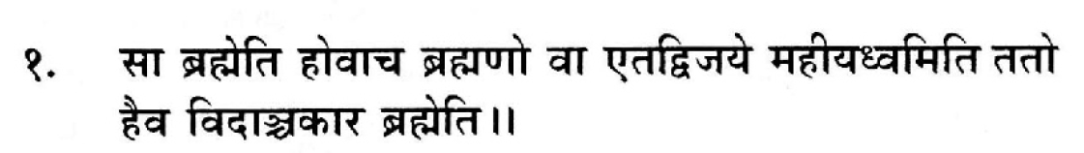 १. सा ब्रह्मेति होवाच ब्रह्मणो वा एतद्विजये महीयध्वमिति ततो
हैव विदाञ्चकार ब्रह्मेति॥